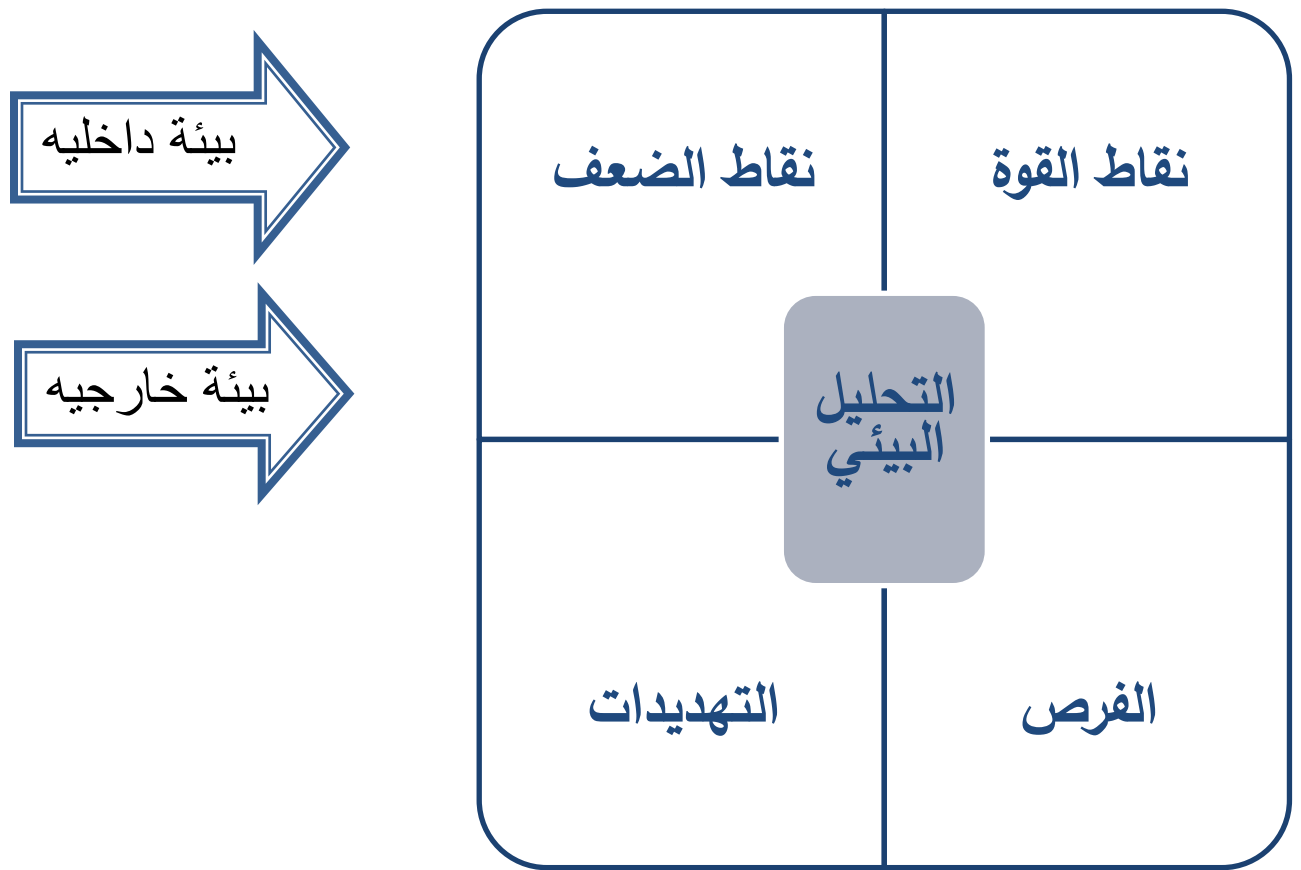 نقاط القوة
نقاط الضعف
بيئة داخليه
بيئة خارجيه
التحليل
البيئي
الفرص
التهديدات